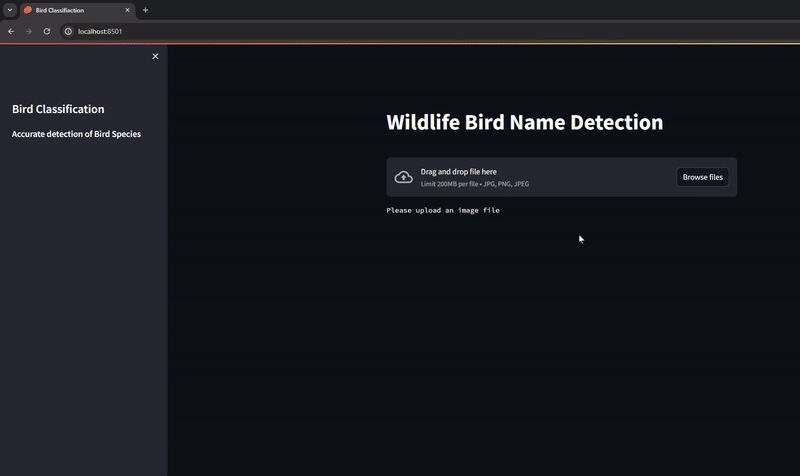 Bird Classifiaction
localhost:8501
Bird Classification
Accurate detection of Bird Species
Wildlife Bird Name Detection
Drag and drop file here
Limit 200MB per file • JPG, PNG, JPEG
Browse files
Please upload an image file